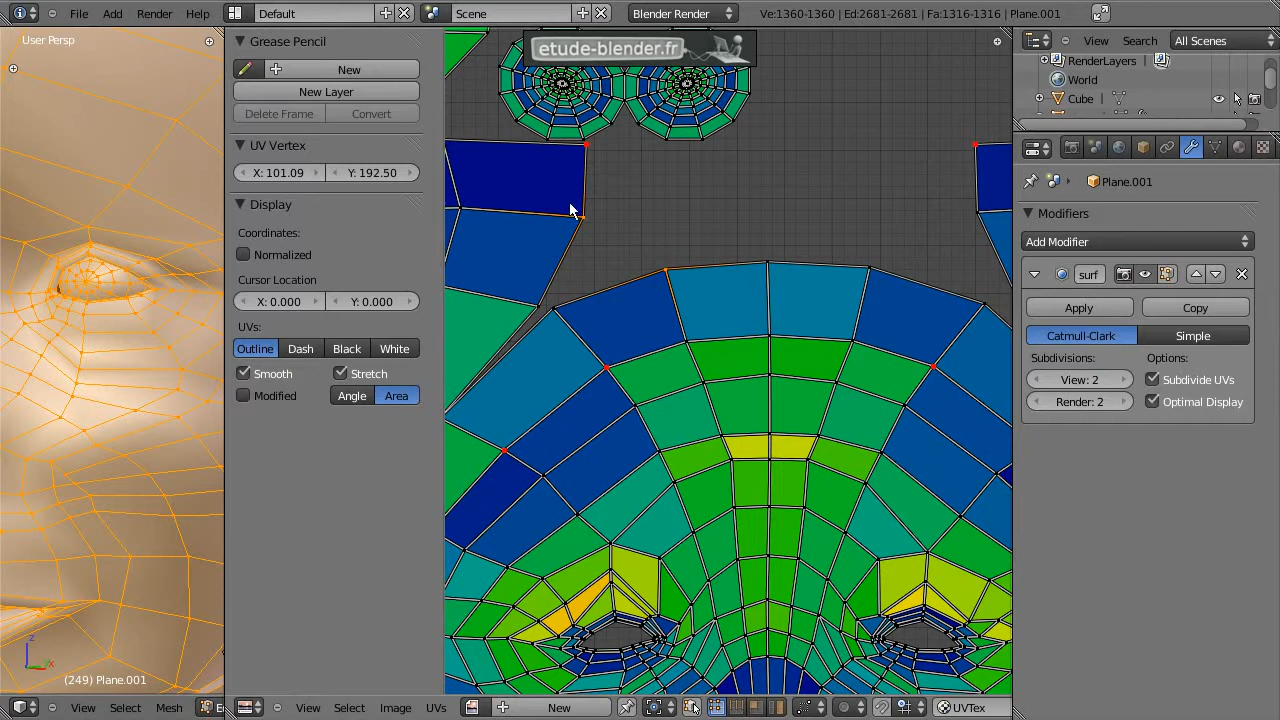 File Add Render Help
Default
Scene
Blender Render
Ve:1360-1360 | Ed:2681-2681 | Fa:1316-1316 | Plane.001
User Persp
Grease Pencil
etude-blender.fr
View Search All Scenes
RenderLayers
World
Cube
New
New Layer
Delete Frame Convert
UV Vertex
X: 101.09 Y: 192.50
Plane.001
Display
Modifiers
Coordinates:
Add Modifier
Normalized
surf
Cursor Location
X: 0.000 Y: 0.000
Apply Copy
UVs:
Catmull-Clark Simple
Outline Dash Black White
Subdivisions: Options:
Smooth Stretch
View: 2 Subdivide UVs
Modified Angle Area
Render: 2 Optimal Display
z
x
(249) Plane.001
View Select Mesh
View Select Image UVs
New
UVTex